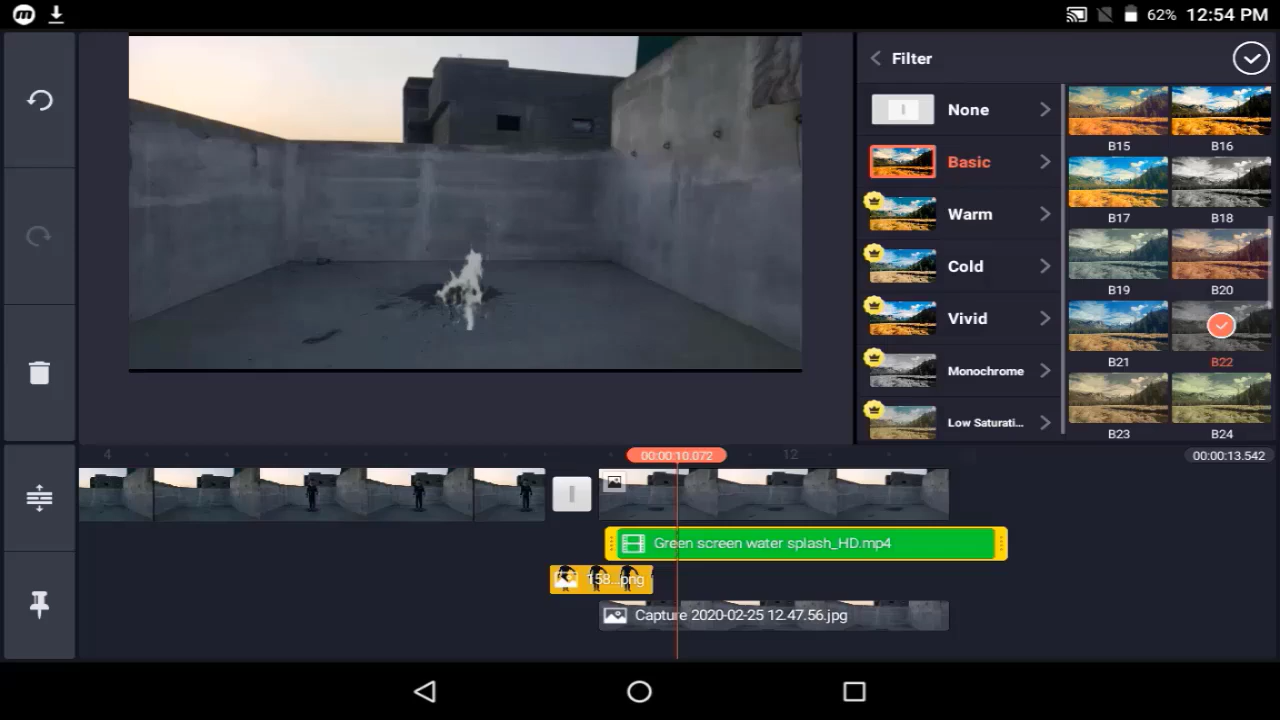 62% 12:54 PM
Filter
None
Basic
Warm
Cold
Vivid
Monochrome
Low Saturati...
B15 B16
B17 B18
B19 B20
B21 B22
B23 B24
4 00:00:10.072 12 00:00:13.542
Green screen water splash_HD.mp4
158...png
Capture 2020-02-25 12.47.56.jpg